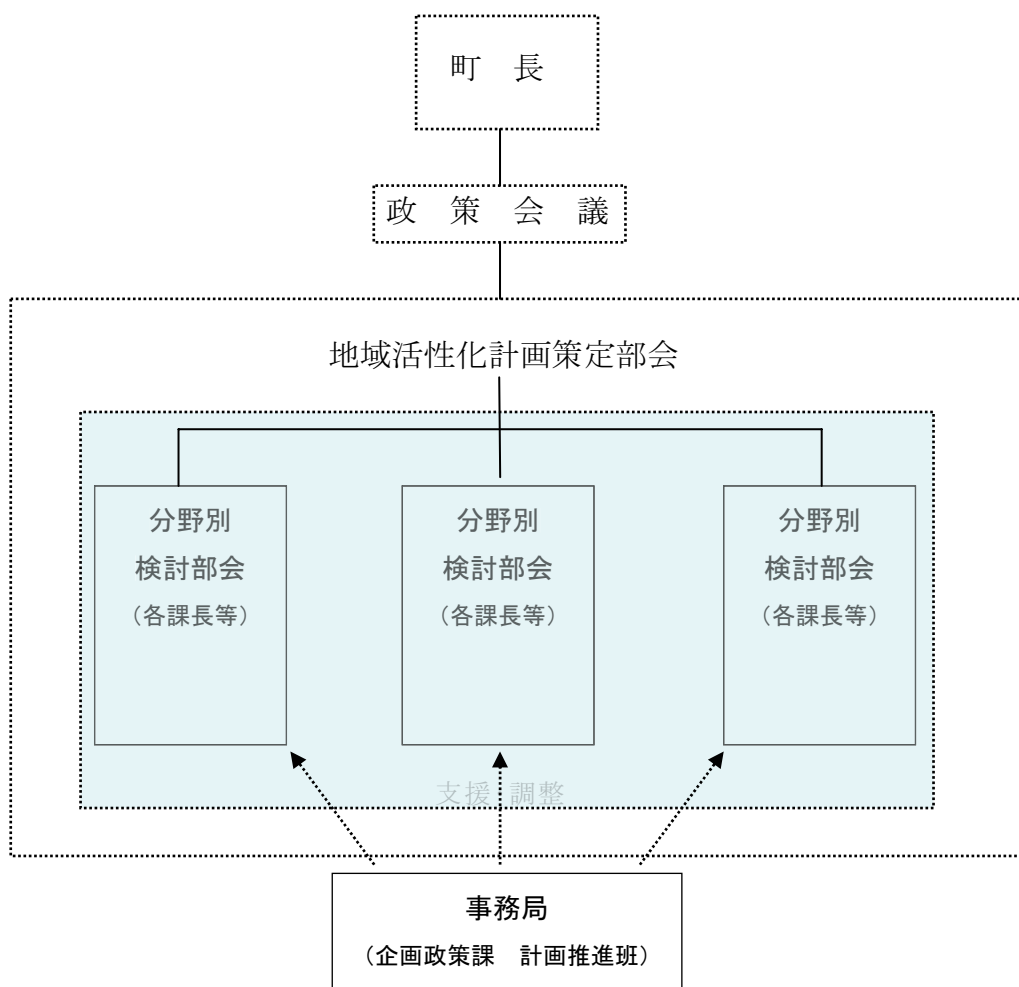 町　長
政　策　会　議
地域活性化計画策定部会
分野別
検討部会
（各課長等）
分野別
検討部会
（各課長等）
分野別
検討部会
（各課長等）
支援 調整
事務局
（企画政策課　計画推進班）